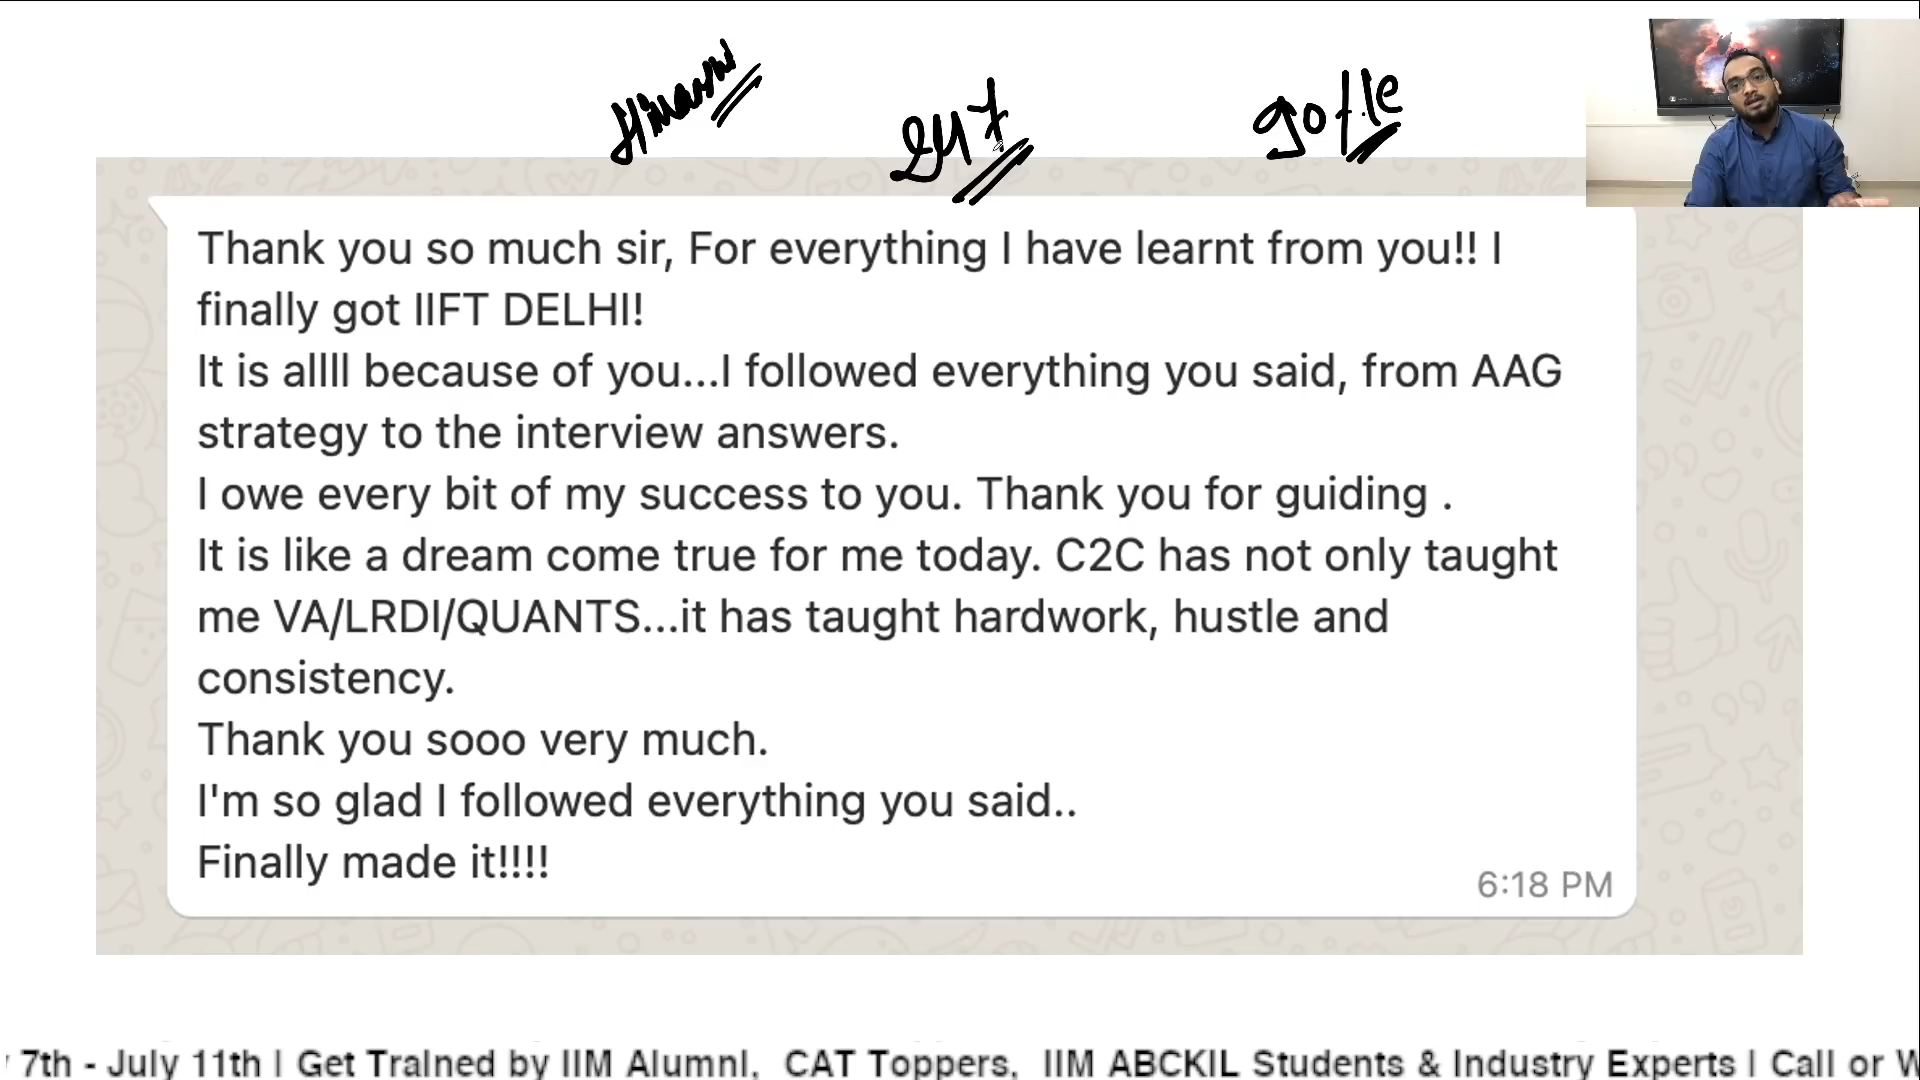 90%ile
Thank you so much sir, For everything I have learnt from you!! I
finally got IIFT DELHI!
It is allll because of you...I followed everything you said, from AAG
strategy to the interview answers.
I owe every bit of my success to you. Thank you for guiding .
It is like a dream come true for me today. C2C has not only taught
me VA/LRDI/QUANTS...it has taught hardwork, hustle and
consistency.
Thank you sooo very much.
I'm so glad I followed everything you said..
Finally made it!!!!
6:18 PM
7th - July 11th | Get Trained by IIM Alumni, CAT Toppers, IIM ABCKIL Students & Industry Experts | Call or W